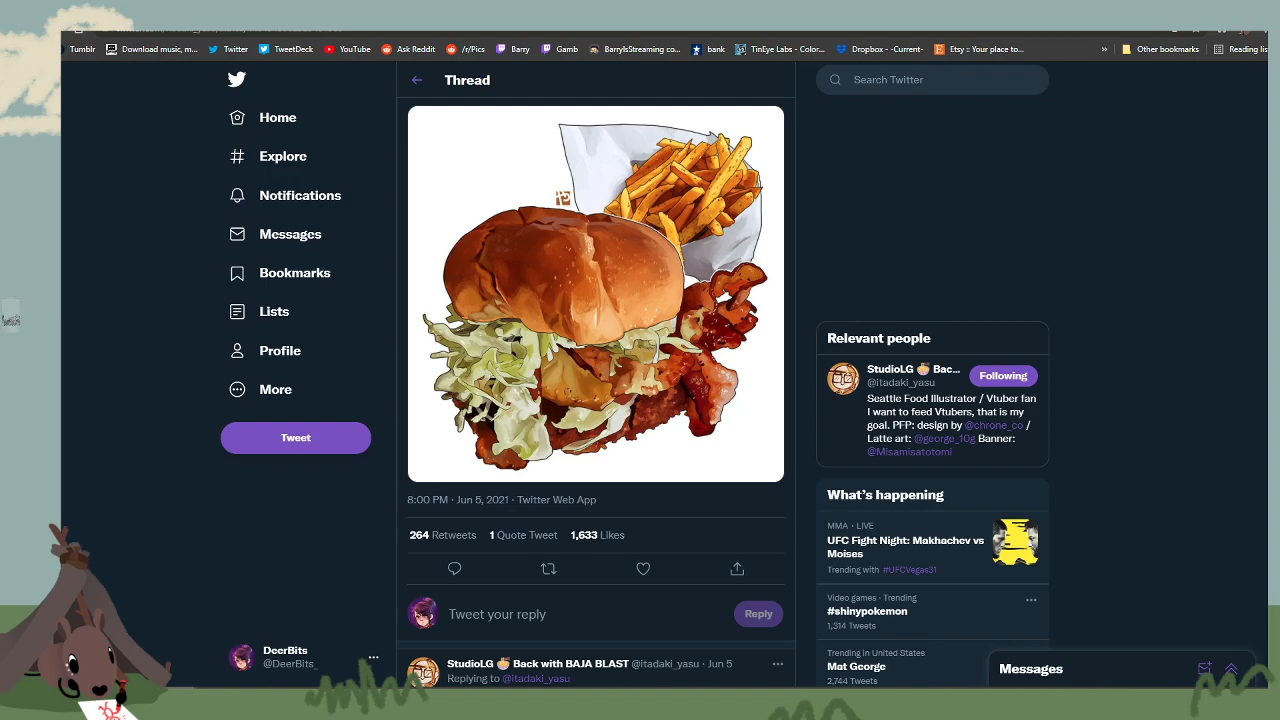 Tumblr Download music, m... Twitter TweetDeck YouTube Ask Reddit /r/Pics Barry Gamb BarryIsStreaming co... bank TinEye Labs - Color... Dropbox - -Current- Etsy :: Your place to... » Other bookmarks Reading lis
Thread
Search Twitter
Home
Explore
Notifications
Messages
Bookmarks
Lists
Profile
More
Tweet
DeerBits
@DeerBits_
8:00 PM · Jun 5, 2021 · Twitter Web App
264 Retweets 1 Quote Tweet 1,633 Likes
Tweet your reply
Reply
StudioLG Back with BAJA BLAST @itadaki_yasu · Jun 5
Replying to @itadaki_yasu
Relevant people
StudioLG Bac...
@itadaki_yasu
Following
Seattle Food Illustrator / Vtuber fan
I want to feed Vtubers, that is my
goal. PFP: design by @chrone_co /
Latte art: @george_10g Banner:
@Misamisatotomi
What's happening
MMA · LIVE
UFC Fight Night: Makhachev vs
Moises
Trending with #UFCVegas31
Video games · Trending
#shinypokemon
1,314 Tweets
Trending in United States
Mat George
2,744 Tweets
Messages